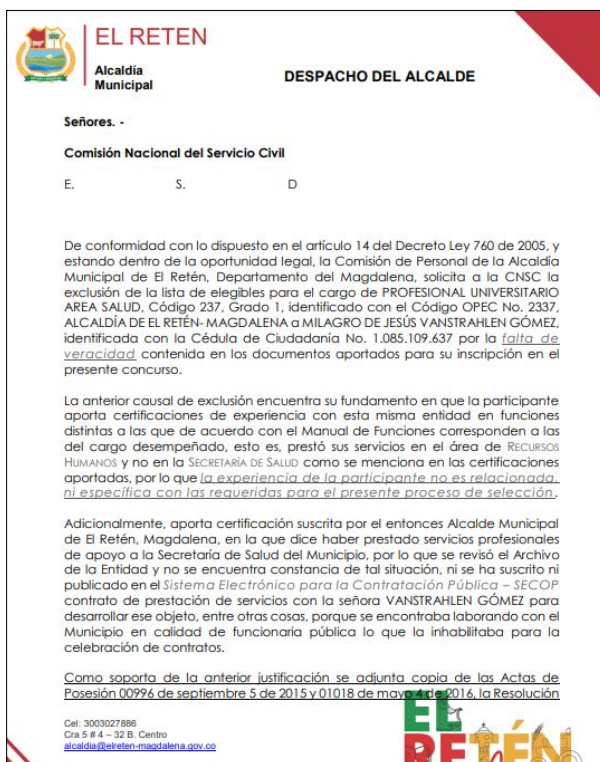 EL RETEN
Alcaldía
Municipal
DESPACHO DEL ALCALDE
Señores. -
Comisión Nacional del Servicio Civil
E. S. D
De conformidad con lo dispuesto en el artículo 14 del Decreto Ley 760 de 2005, y
estando dentro de la oportunidad legal, la Comisión de Personal de la Alcaldía
Municipal de El Retén, Departamento del Magdalena, solicita a la CNSC la
exclusión de la lista de elegibles para el cargo de PROFESIONAL UNIVERSITARIO
AREA SALUD, Código 237, Grado 1, identificado con el Código OPEC No. 2337,
ALCALDÍA DE EL RETÉN- MAGDALENA a MILAGRO DE JESÚS VANSTRAHLEN GÓMEZ,
identificada con la Cédula de Ciudadanía No. 1.085.109.637 por la falta de
veracidad contenida en los documentos aportados para su inscripción en el
presente concurso.
La anterior causal de exclusión encuentra su fundamento en que la participante
aporta certificaciones de experiencia con esta misma entidad en funciones
distintas a las que de acuerdo con el Manual de Funciones corresponden a las
del cargo desempeñado, esto es, prestó sus servicios en el área de RECURSOS
HUMANOS y no en la SECRETARÍA DE SALUD como se menciona en las certificaciones
aportadas, por lo que la experiencia de la participante no es relacionada,
ni específica con las requeridas para el presente proceso de selección.
Adicionalmente, aporta certificación suscrita por el entonces Alcalde Municipal
de El Retén, Magdalena, en la que dice haber prestado servicios profesionales
de apoyo a la Secretaría de Salud del Municipio, por lo que se revisó el Archivo
de la Entidad y no se encuentra constancia de tal situación, ni se ha suscrito ni
publicado en el Sistema Electrónico para la Contratación Pública – SECOP
contrato de prestación de servicios con la señora VANSTRAHLEN GÓMEZ para
desarrollar ese objeto, entre otras cosas, porque se encontraba laborando con el
Municipio en calidad de funcionaria pública lo que la inhabilitaba para la
celebración de contratos.
Como soporta de la anterior justificación se adjunta copia de las Actas de
Posesión 00996 de septiembre 5 de 2015 y 01018 de mayo 4 de 2016, la Resolución
Cel: 3003027886
Cra 5 # 4 – 32 B. Centro
alcaldia@elreten-magdalena.gov.co
EL
RETÉN